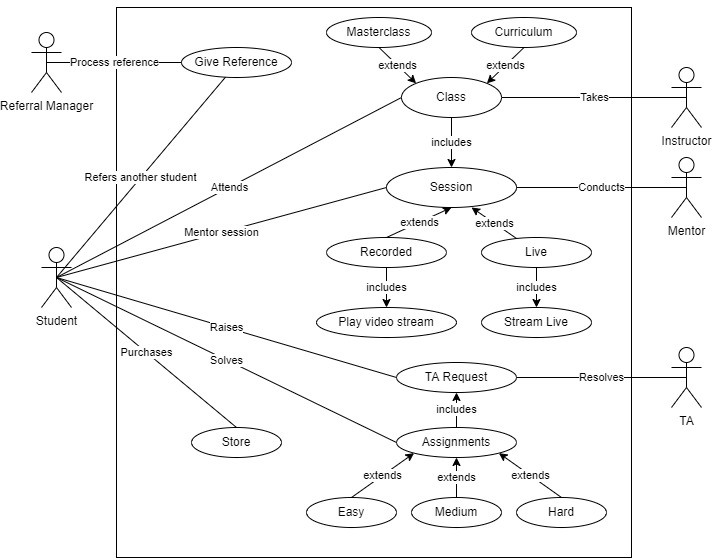 Masterclass
Curriculum
Process reference
Give Reference
extends
extends
Referral Manager
Class
Takes
Instructor
includes
Refers another student
Attends
Session
Conducts
Mentor session
extends
extends
Mentor
Recorded
Live
includes
includes
Student
Play video stream
Stream Live
Raises
Purchases
Solves
TA Request
Resolves
includes
TA
Store
Assignments
extends
extends
extends
Easy
Medium
Hard